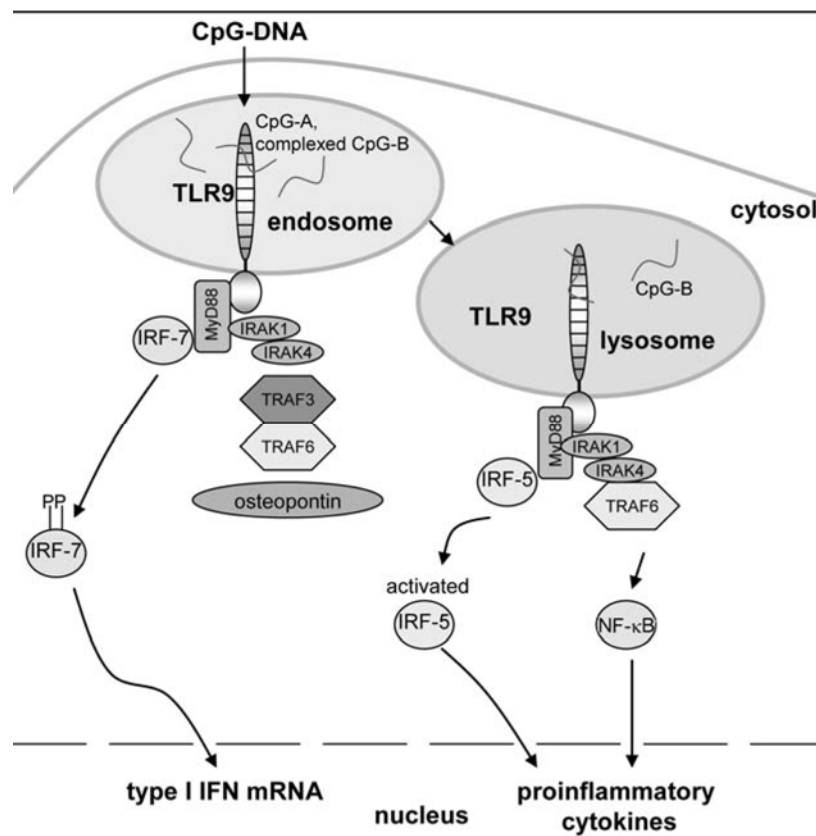 CpG-DNA
CpG-A,
complexed CpG-B
TLR9
endosome
cytosol
MyD88
IRAK1
IRAK4
IRF-7
TRAF3
TRAF6
osteopontin
PP
IRF-7
CpG-B
TLR9
lysosome
MyD88
IRAK1
IRAK4
IRF-5
TRAF6
activated
IRF-5
NF-κB
type I IFN mRNA
nucleus
proinflammatory
cytokines